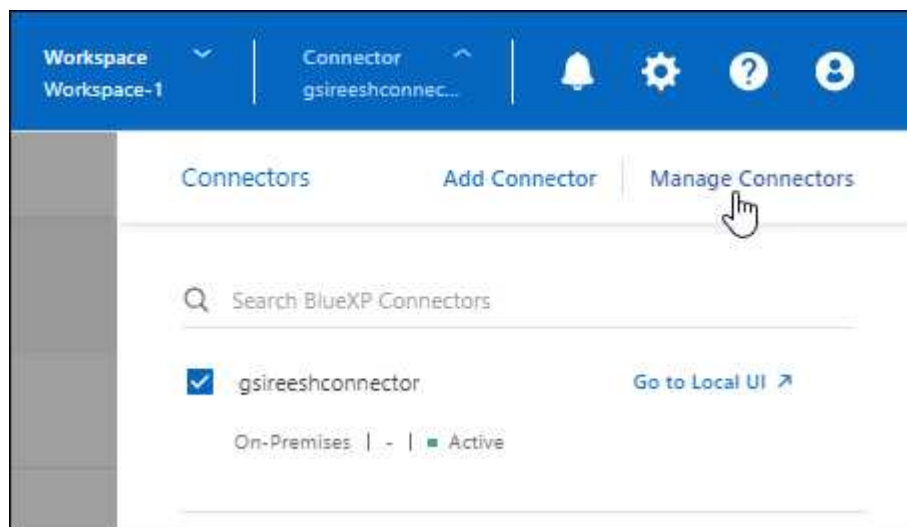 Workspace
Workspace-1
Connector
gsireeshconnec...
Connectors
Add Connector
Manage Connectors
Search BlueXP Connectors
gsireeshconnector
Go to Local UI
On-Premises | - | Active